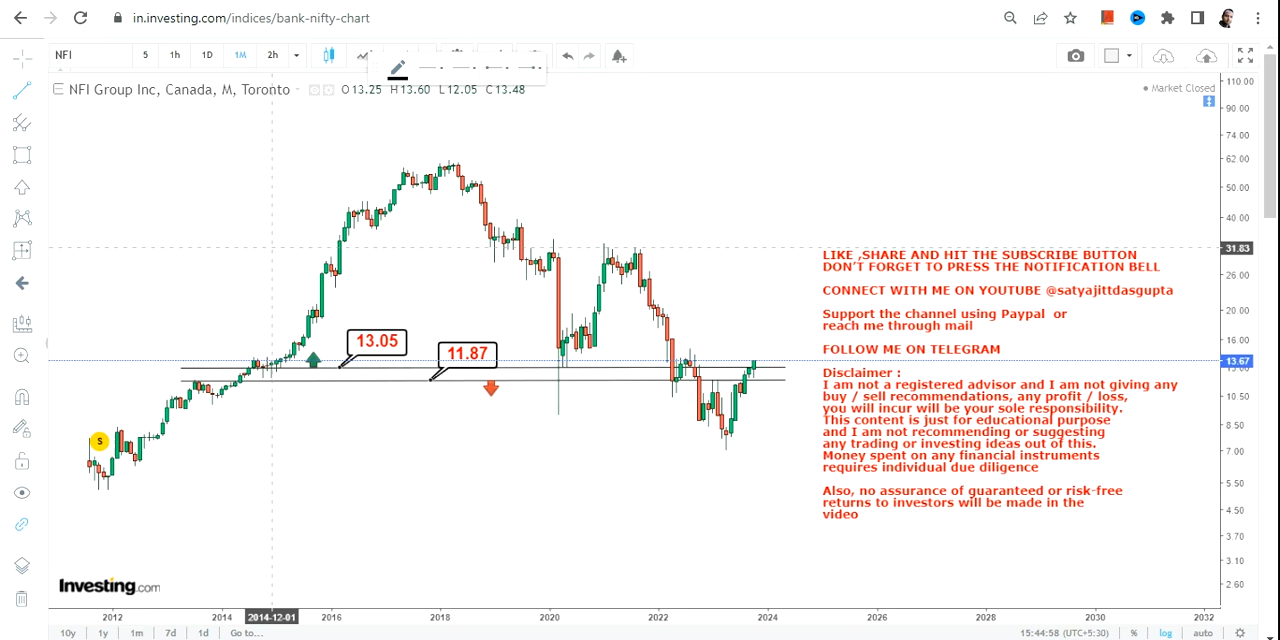 in.investing.com/indices/bank-nifty-chart
NFI 5 1h 1D 1M 2h
NFI Group Inc, Canada, M, Toronto O13.25 H13.60 L12.05 C13.48
Market Closed
110.00
90.00
74.00
62.00
50.00
40.00
31.83
26.00
20.00
16.00
13.67
13.00
10.50
8.50
7.00
5.50
4.50
3.70
3.10
2.60
13.05
11.87
S
LIKE ,SHARE AND HIT THE SUBSCRIBE BUTTON
DON'T FORGET TO PRESS THE NOTIFICATION BELL
CONNECT WITH ME ON YOUTUBE @satyajittdasgupta
Support the channel using Paypal or
reach me through mail
FOLLOW ME ON TELEGRAM
Disclaimer :
I am not a registered advisor and I am not giving any
buy / sell recommendations, any profit / loss,
you will incur will be your sole responsibility.
This content is just for educational purpose
and I am not recommending or suggesting
any trading or investing ideas out of this.
Money spent on any financial instruments
requires individual due diligence
Also, no assurance of guaranteed or risk-free
returns to investors will be made in the
video
Investing.com
2012 2014 2014-12-01 2016 2018 2020 2022 2024 2026 2028 2030 2032
10y 1y 1m 7d 1d Go to... 15:44:58 (UTC+5:30) % log auto